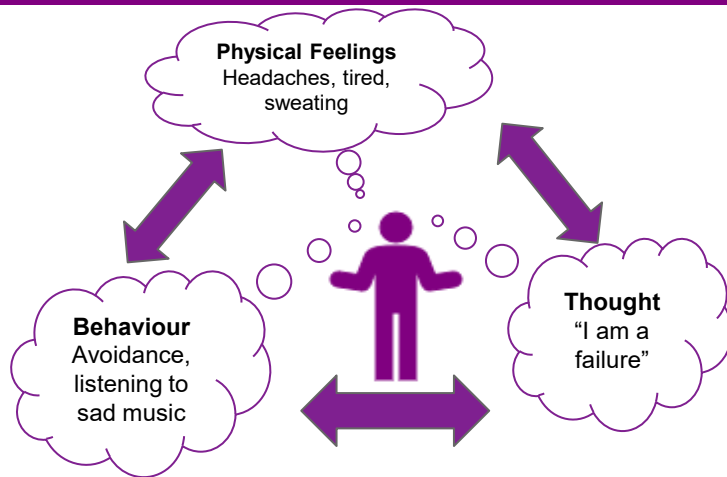 Physical Feelings
Headaches, tired,
sweating
Behaviour
Avoidance,
listening to
sad music
Thought
“I am a
failure”